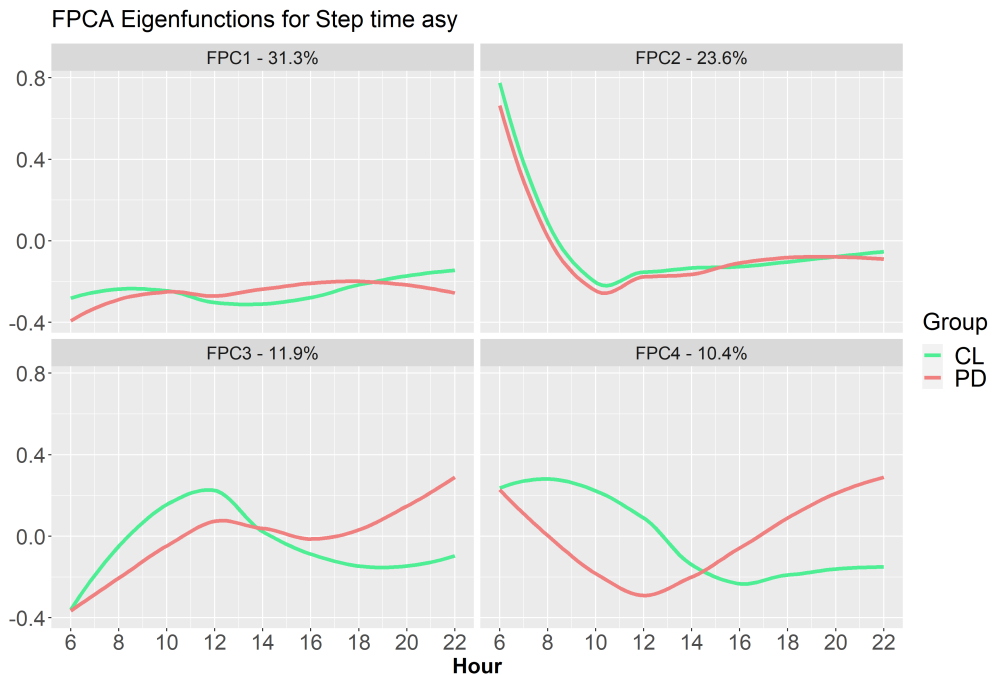 FPCA Eigenfunctions for Step time asy
FPC1 - 31.3%
FPC2 - 23.6%
0.8
0.4
0.0
-0.4
FPC3 - 11.9%
FPC4 - 10.4%
0.8
0.4
0.0
-0.4
6 8 10 12 14 16 18 20 22
6 8 10 12 14 16 18 20 22
Hour
Group
CL
PD